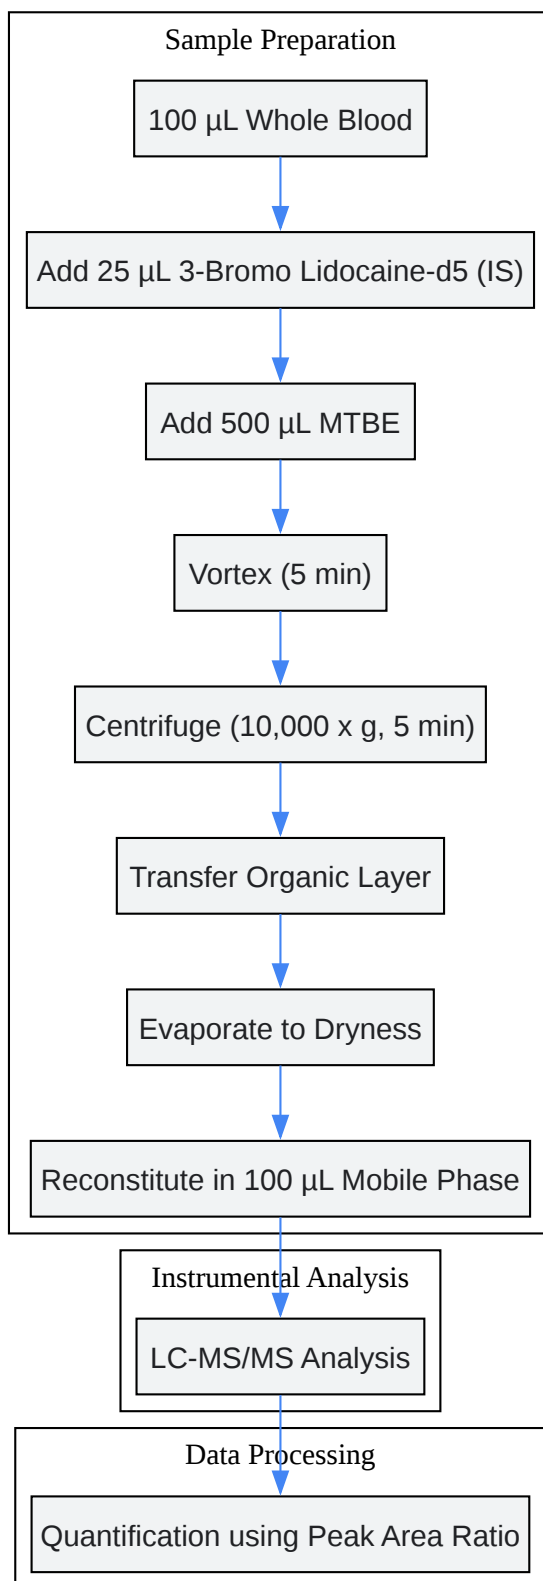 Sample Preparation
100 µL Whole Blood
Add 25 µL 3-Bromo Lidocaine-d5 (IS)
Add 500 µL MTBE
Vortex (5 min)
Centrifuge (10,000 x g, 5 min)
Transfer Organic Layer
Evaporate to Dryness
Reconstitute in 100 µL Mobile Phase
Instrumental Analysis
LC-MS/MS Analysis
Data Processing
Quantification using Peak Area Ratio